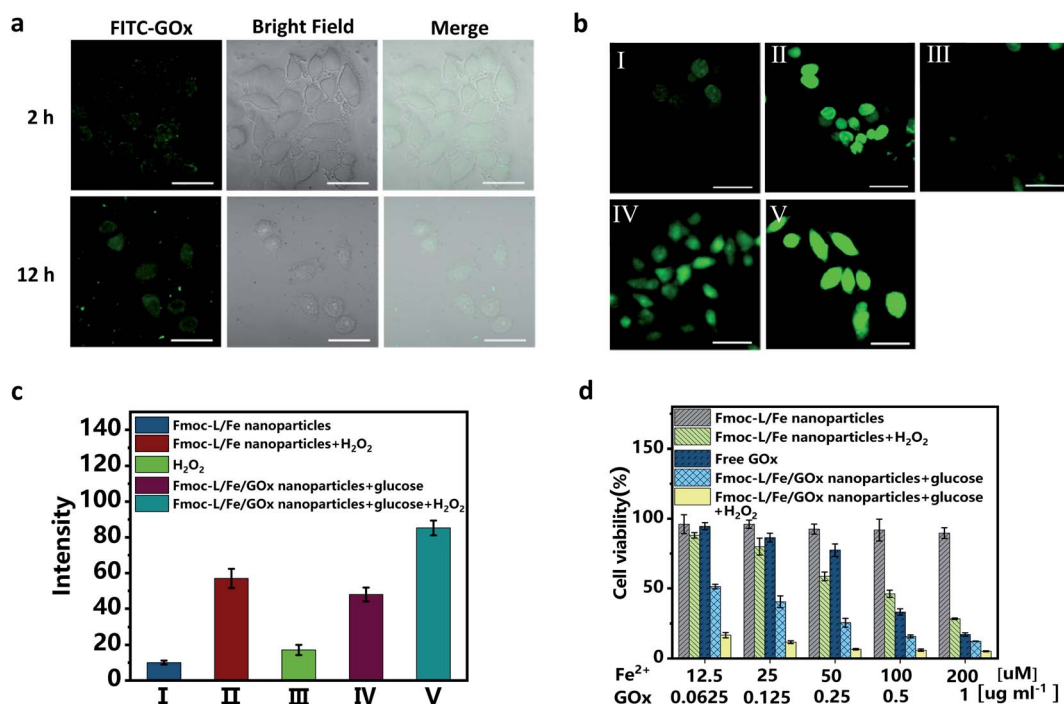 a
FITC-GOx Bright Field Merge
2 h
12 h
b
I II III
IV V
c
Intensity
140
120
100
80
60
40
20
0
Fmoc-L/Fe nanoparticles
Fmoc-L/Fe nanoparticles+H₂O₂
H₂O₂
Fmoc-L/Fe/GOx nanoparticles+glucose
Fmoc-L/Fe/GOx nanoparticles+glucose+H₂O₂
I II III IV V
d
Cell viability(%)
150
100
50
0
Fmoc-L/Fe nanoparticles
Fmoc-L/Fe nanoparticles+H₂O₂
Free GOx
Fmoc-L/Fe/GOx nanoparticles+glucose
Fmoc-L/Fe/GOx nanoparticles+glucose
+H₂O₂
Fe²⁺ 12.5 25 50 100 200 [uM]
GOx 0.0625 0.125 0.25 0.5 1 [ug ml⁻¹]